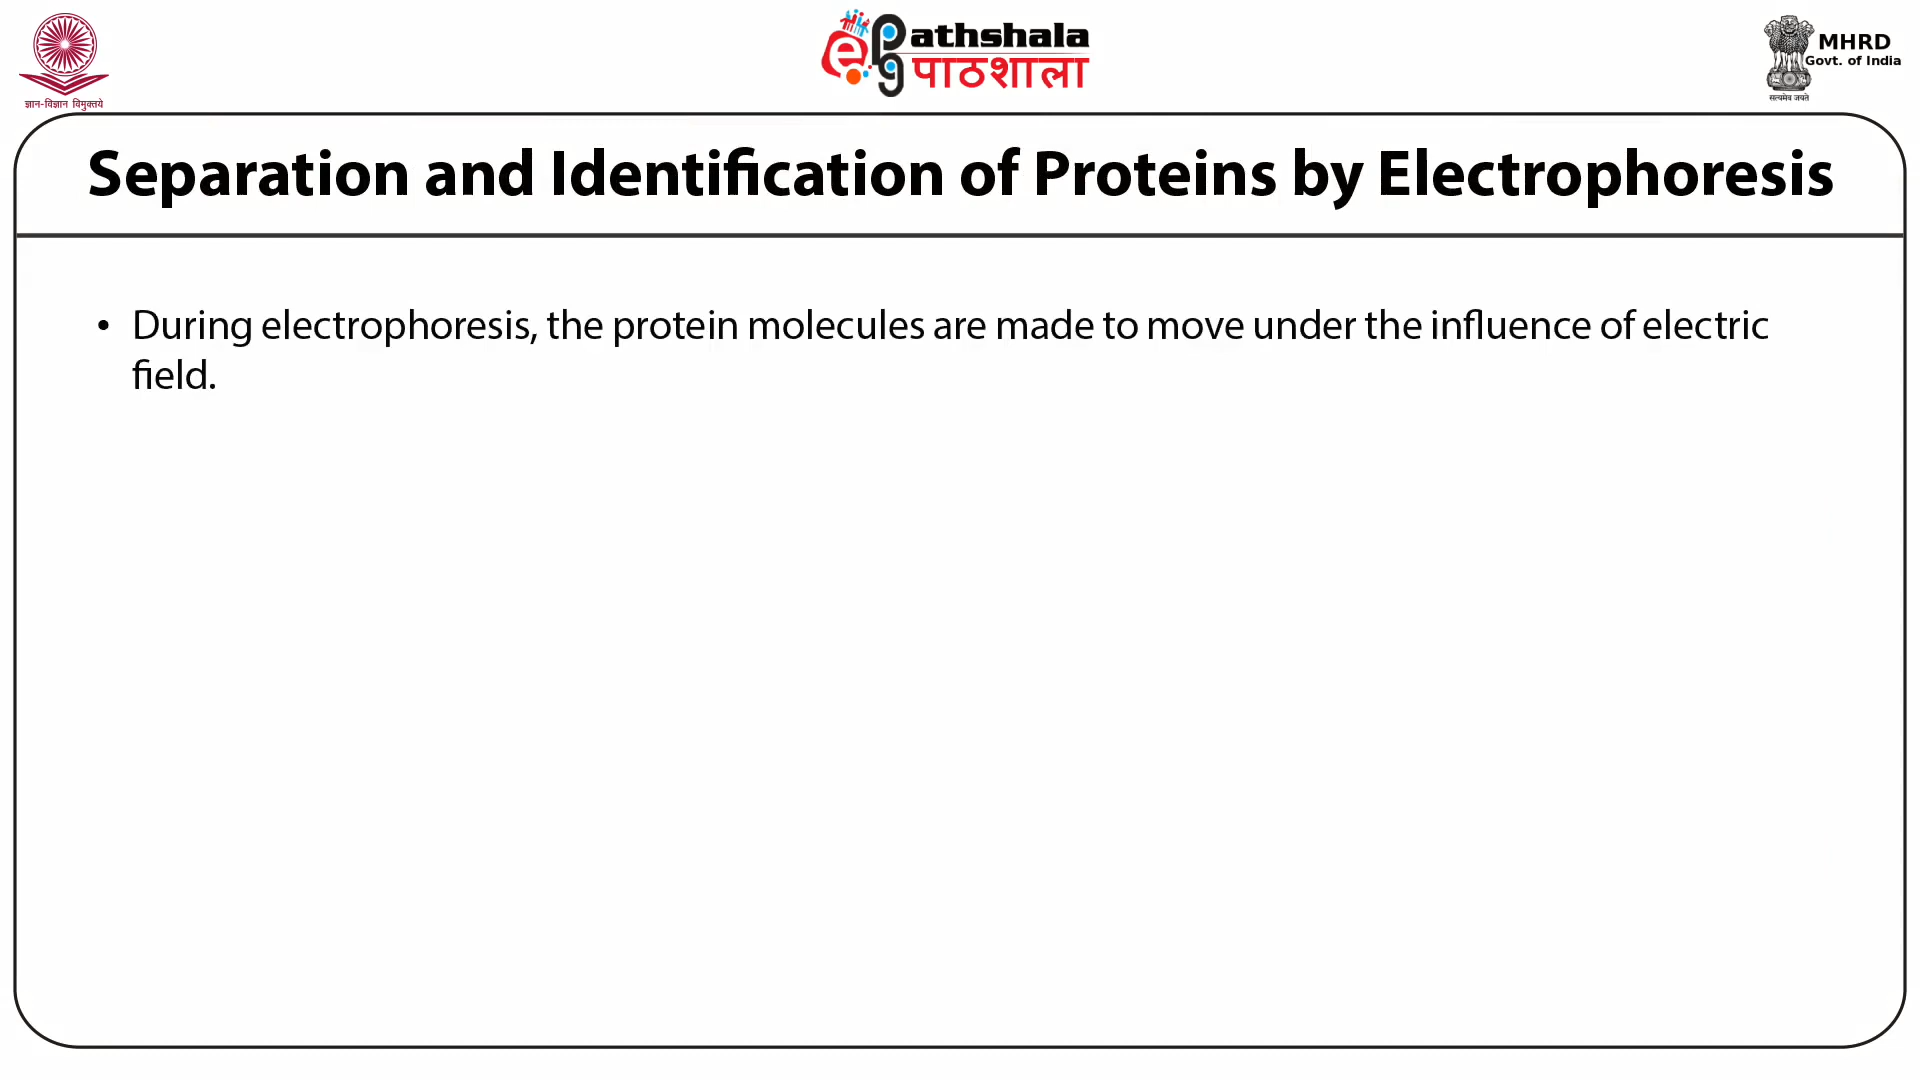 ज्ञान-विज्ञान विमुक्तये
e pg athshala
पाठशाला
MHRD
Govt. of India
सत्यमेव जयते
Separation and Identification of Proteins by Electrophoresis
• During electrophoresis, the protein molecules are made to move under the influence of electric
field.